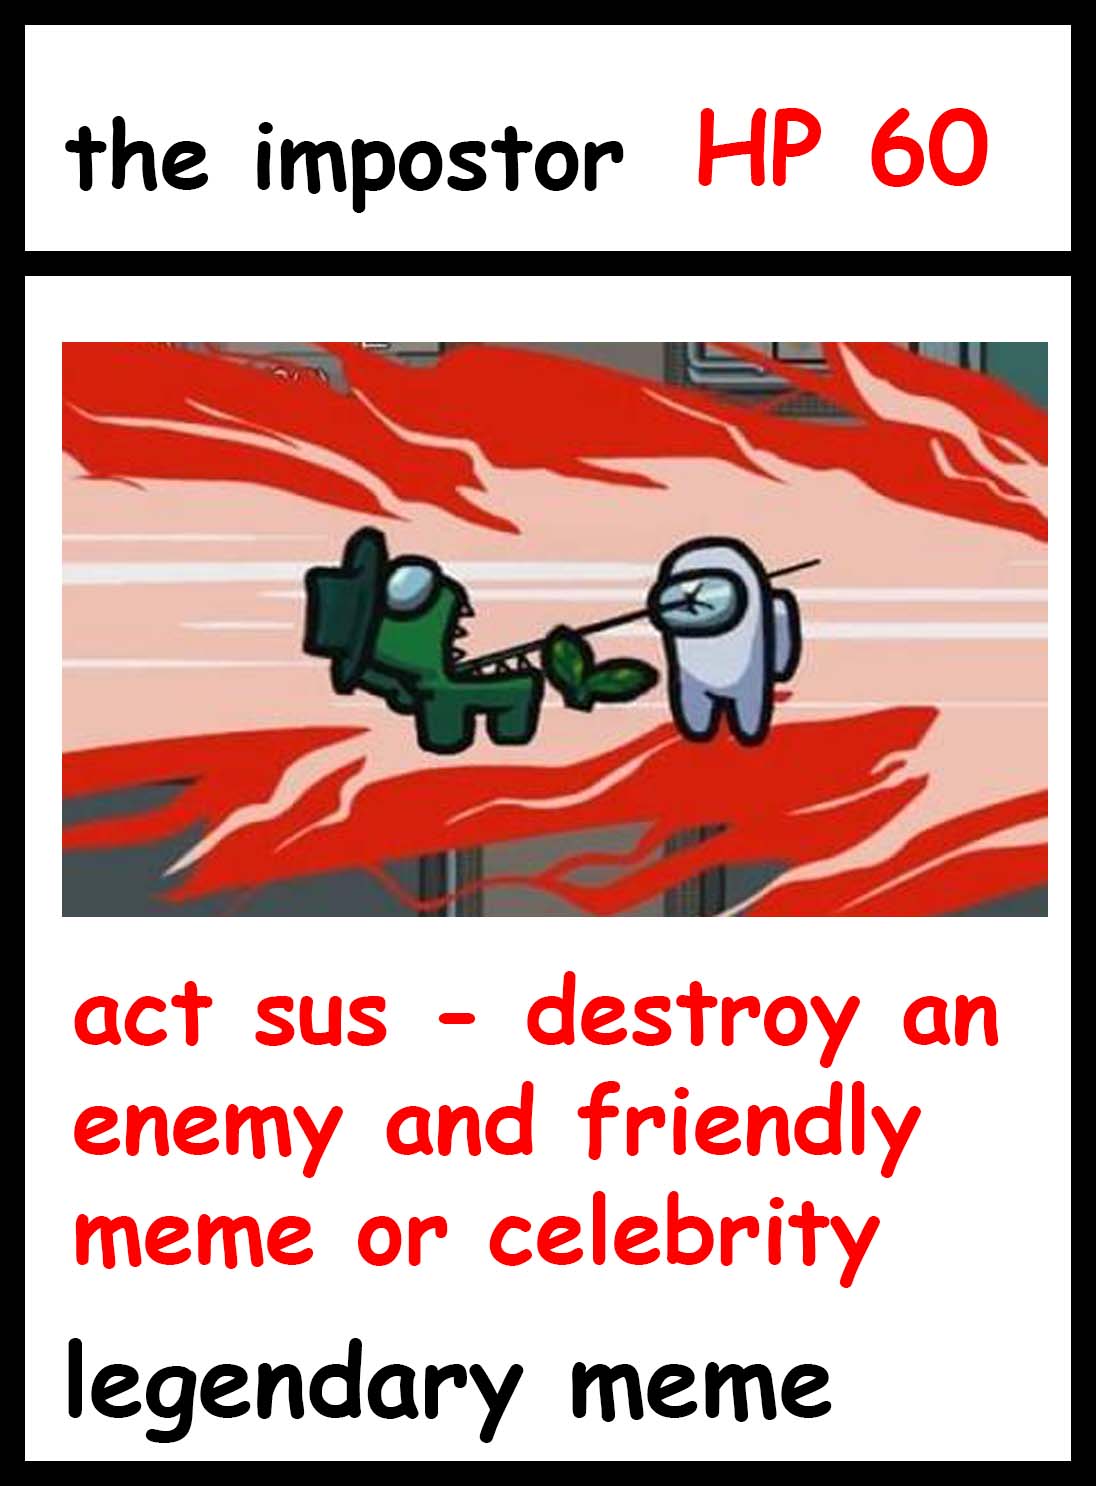 the impostor HP 60
act sus - destroy an
enemy and friendly
meme or celebrity
legendary meme